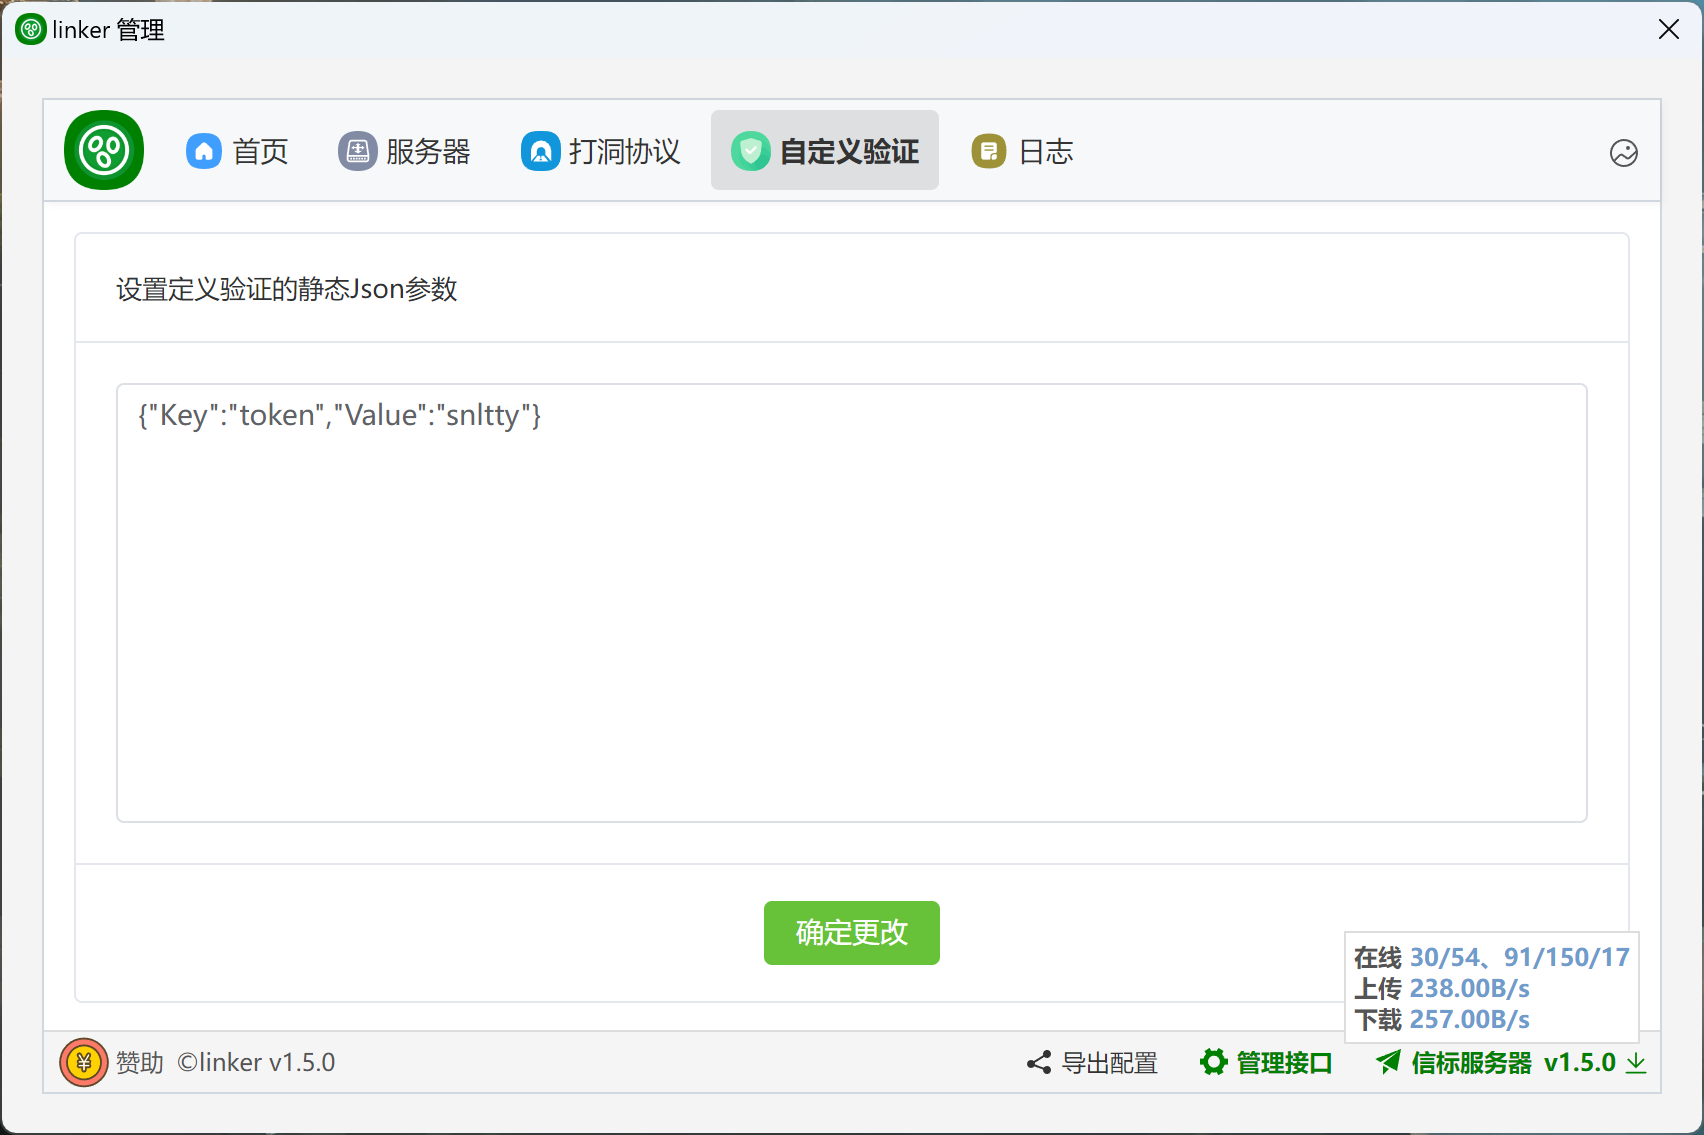 linker 管理
首页 服务器 打洞协议 自定义验证 日志
设置定义验证的静态Json参数
{"Key":"token","Value":"snltty"}
确定更改
在线 30/54、91/150/17
上传 238.00B/s
下载 257.00B/s
¥ 赞助 ©linker v1.5.0 导出配置 管理接口 信标服务器 v1.5.0